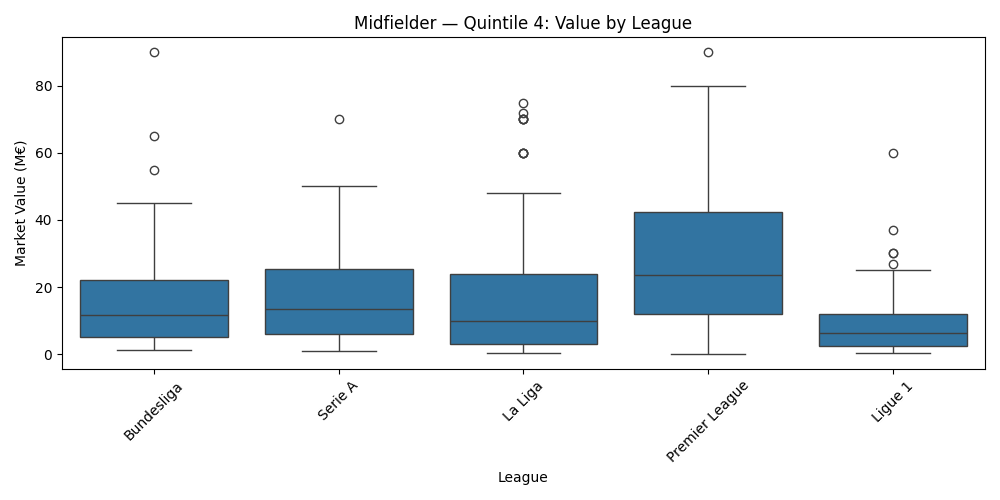 Midfielder — Quintile 4: Value by League
Market Value (M€)
80
60
40
20
0
Bundesliga
Serie A
La Liga
Premier League
Ligue 1
League